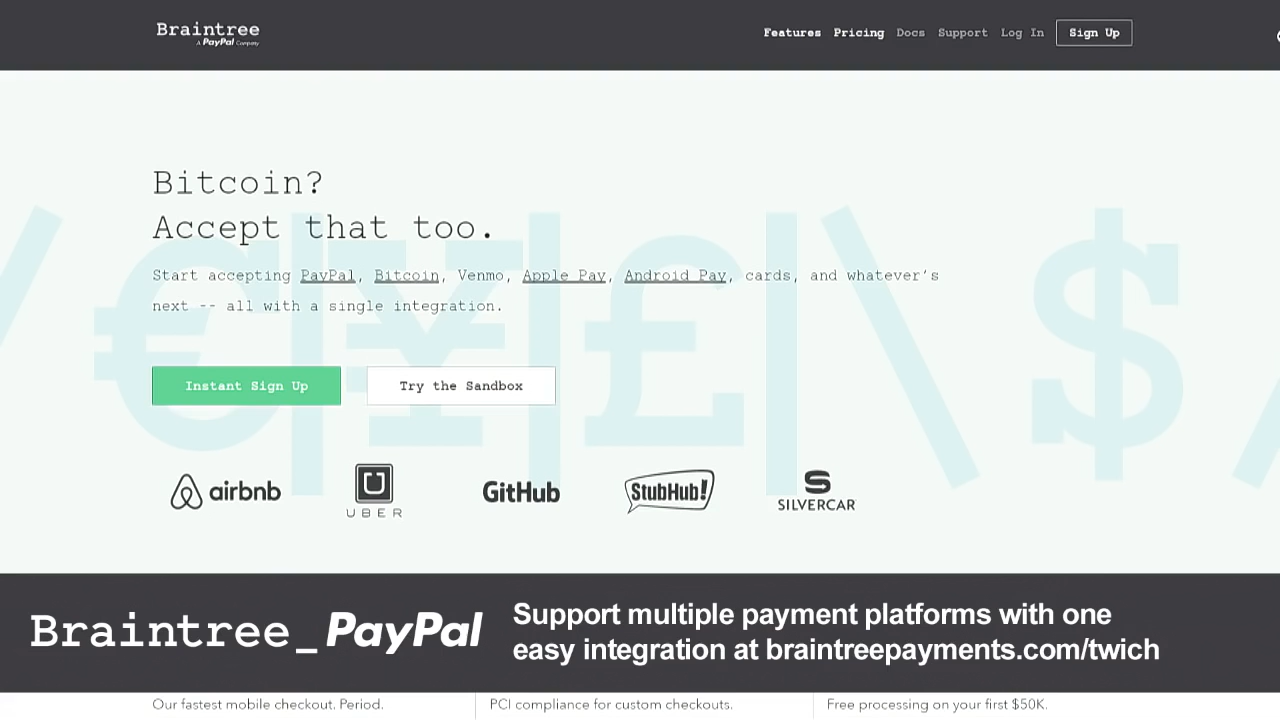 Braintree
A PayPal Company
Features Pricing Docs Support Log In Sign Up
Bitcoin?
Accept that too.
Start accepting PayPal, Bitcoin, Venmo, Apple Pay, Android Pay, cards, and whatever's
next -- all with a single integration.
Instant Sign Up Try the Sandbox
airbnb UBER GitHub StubHub! SILVERCAR
Braintree_PayPal
Support multiple payment platforms with one
easy integration at braintreepayments.com/twich
Our fastest mobile checkout. Period. PCI compliance for custom checkouts. Free processing on your first $50K.